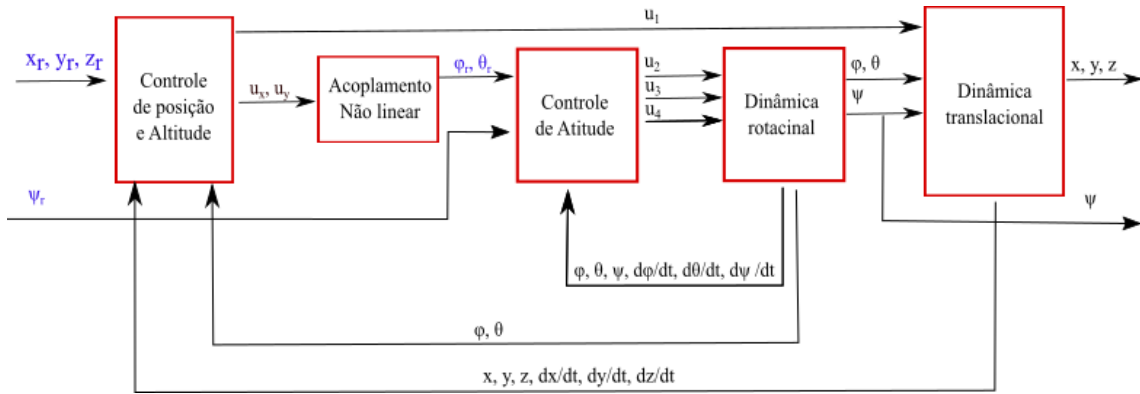 u₁
xᵣ, yᵣ, zᵣ
Controle
de posição
e Altitude
uₓ, u_y
Acoplamento
Não linear
φᵣ, θᵣ
Controle
de Atitude
u₂
u₃
u₄
Dinâmica
rotacinal
φ, θ
ψ
Dinâmica
translacional
x, y, z
ψᵣ
ψ
φ, θ, ψ, dφ/dt, dθ/dt, dψ /dt
φ, θ
x, y, z, dx/dt, dy/dt, dz/dt